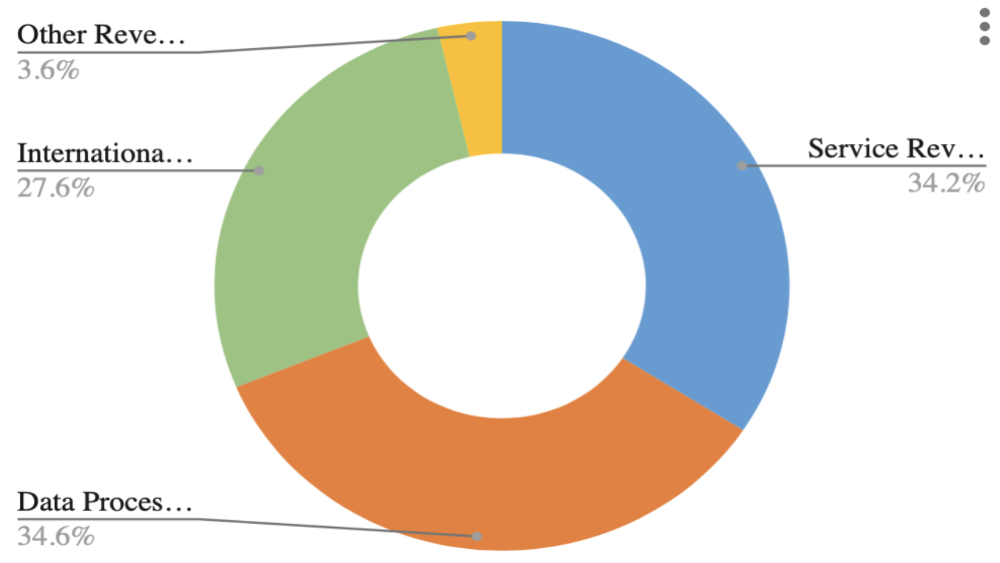 Other Reve…
3.6%
Internationa…
27.6%
Service Rev…
34.2%
Data Proces…
34.6%